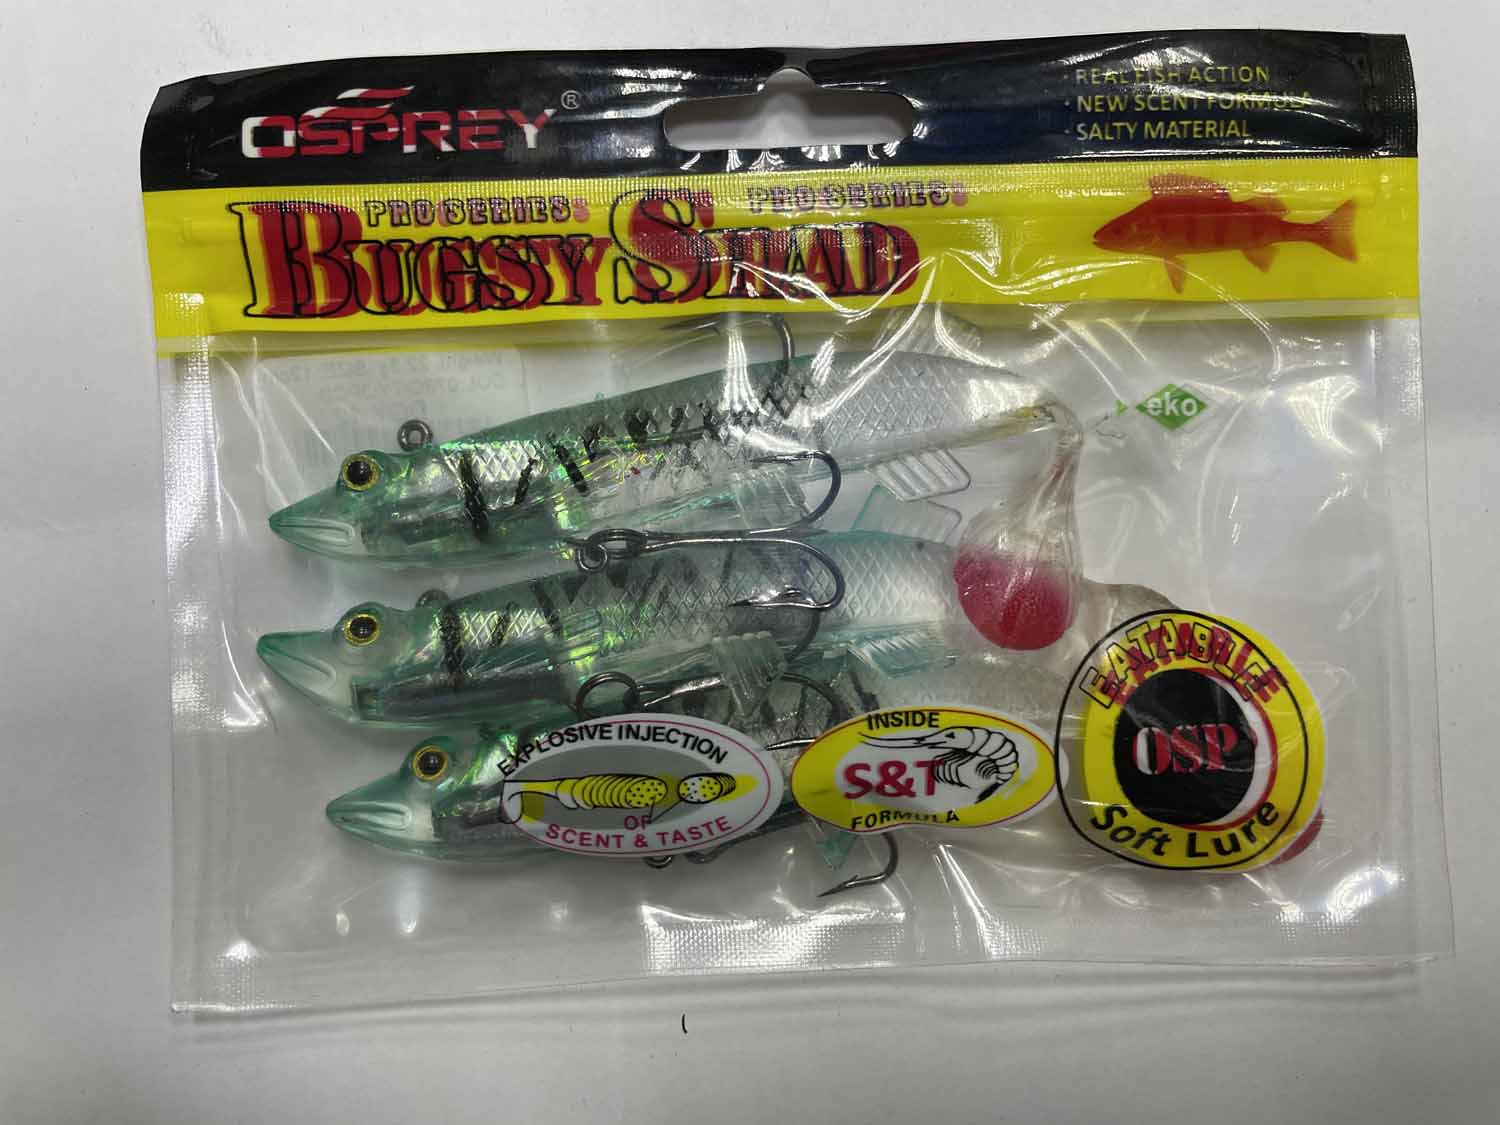 OSPREY®
· REAL FISH ACTION
· NEW SCENT FORMULA
· SALTY MATERIAL
PRO SERIES PRO SERIES
BUGSY SHAD
eko
EXPLOSIVE INJECTION
OF
SCENT & TASTE
INSIDE
S&T
FORMULA
EATABLE
OSP
Soft Lure